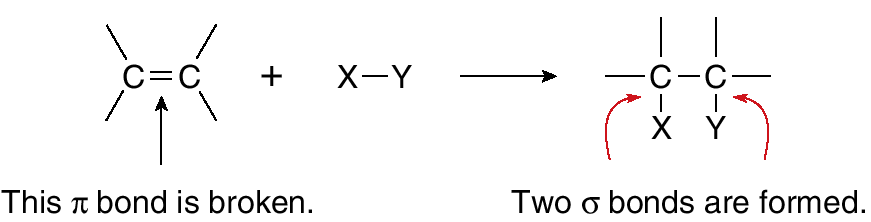 C=C + X—Y → —C—C—
X Y
This π bond is broken. Two σ bonds are formed.